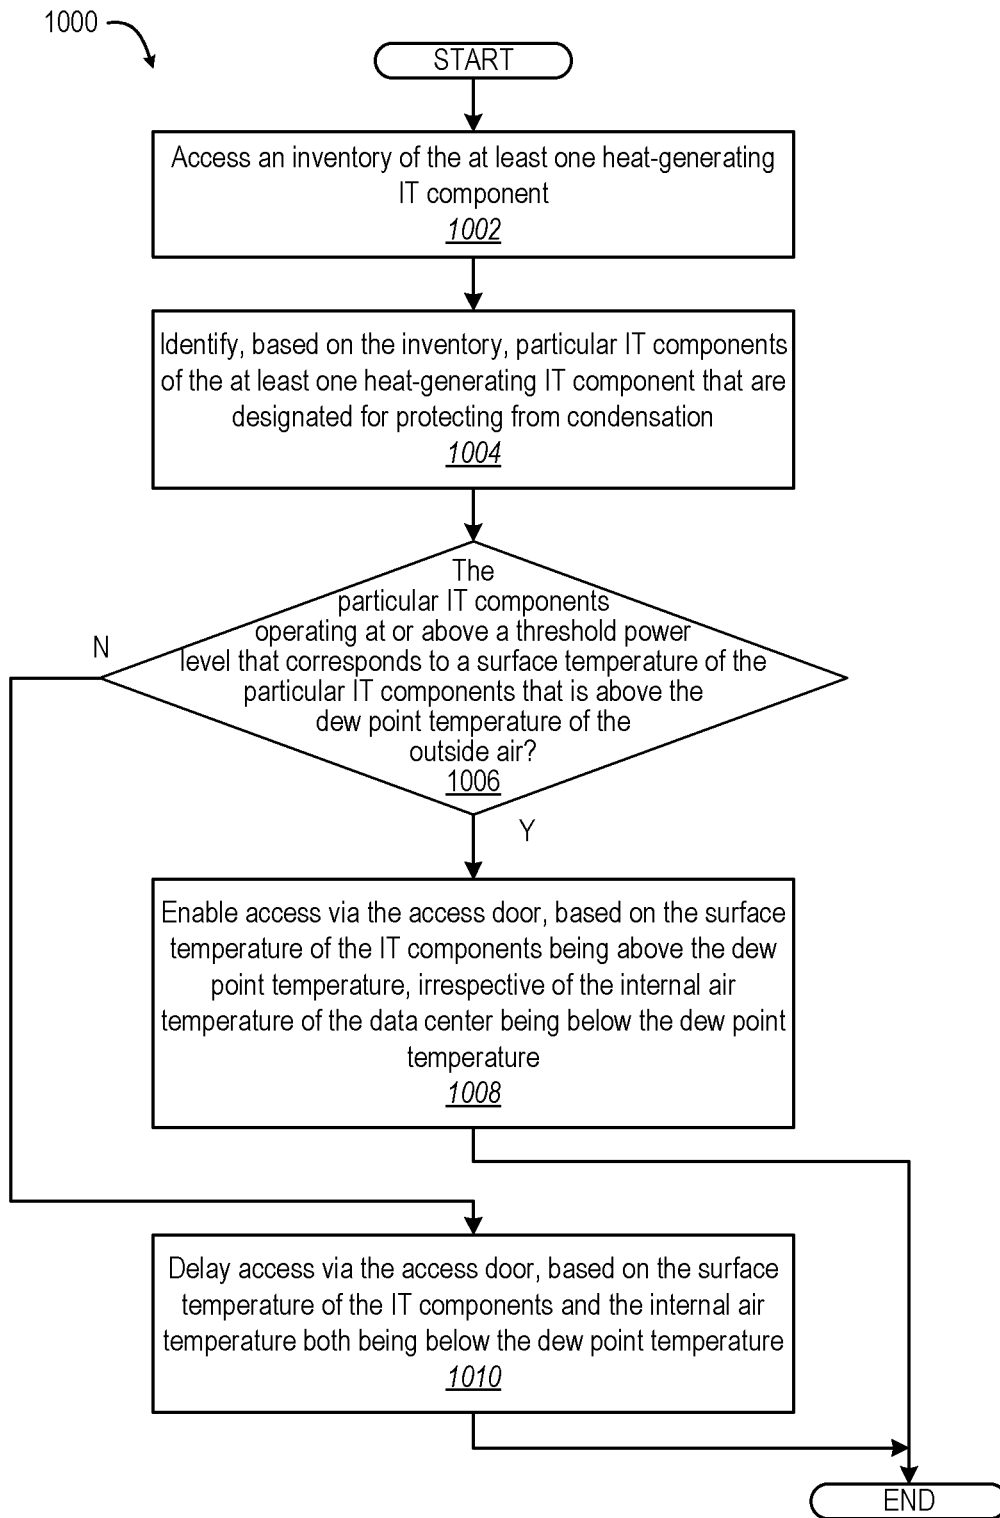 1000
START
Access an inventory of the at least one heat-generating
IT component
1002
Identify, based on the inventory, particular IT components
of the at least one heat-generating IT component that are
designated for protecting from condensation
1004
The
particular IT components
operating at or above a threshold power
level that corresponds to a surface temperature of the
particular IT components that is above the
dew point temperature of the
outside air?
1006
N
Y
Enable access via the access door, based on the surface
temperature of the IT components being above the dew
point temperature, irrespective of the internal air
temperature of the data center being below the dew point
temperature
1008
Delay access via the access door, based on the surface
temperature of the IT components and the internal air
temperature both being below the dew point temperature
1010
END